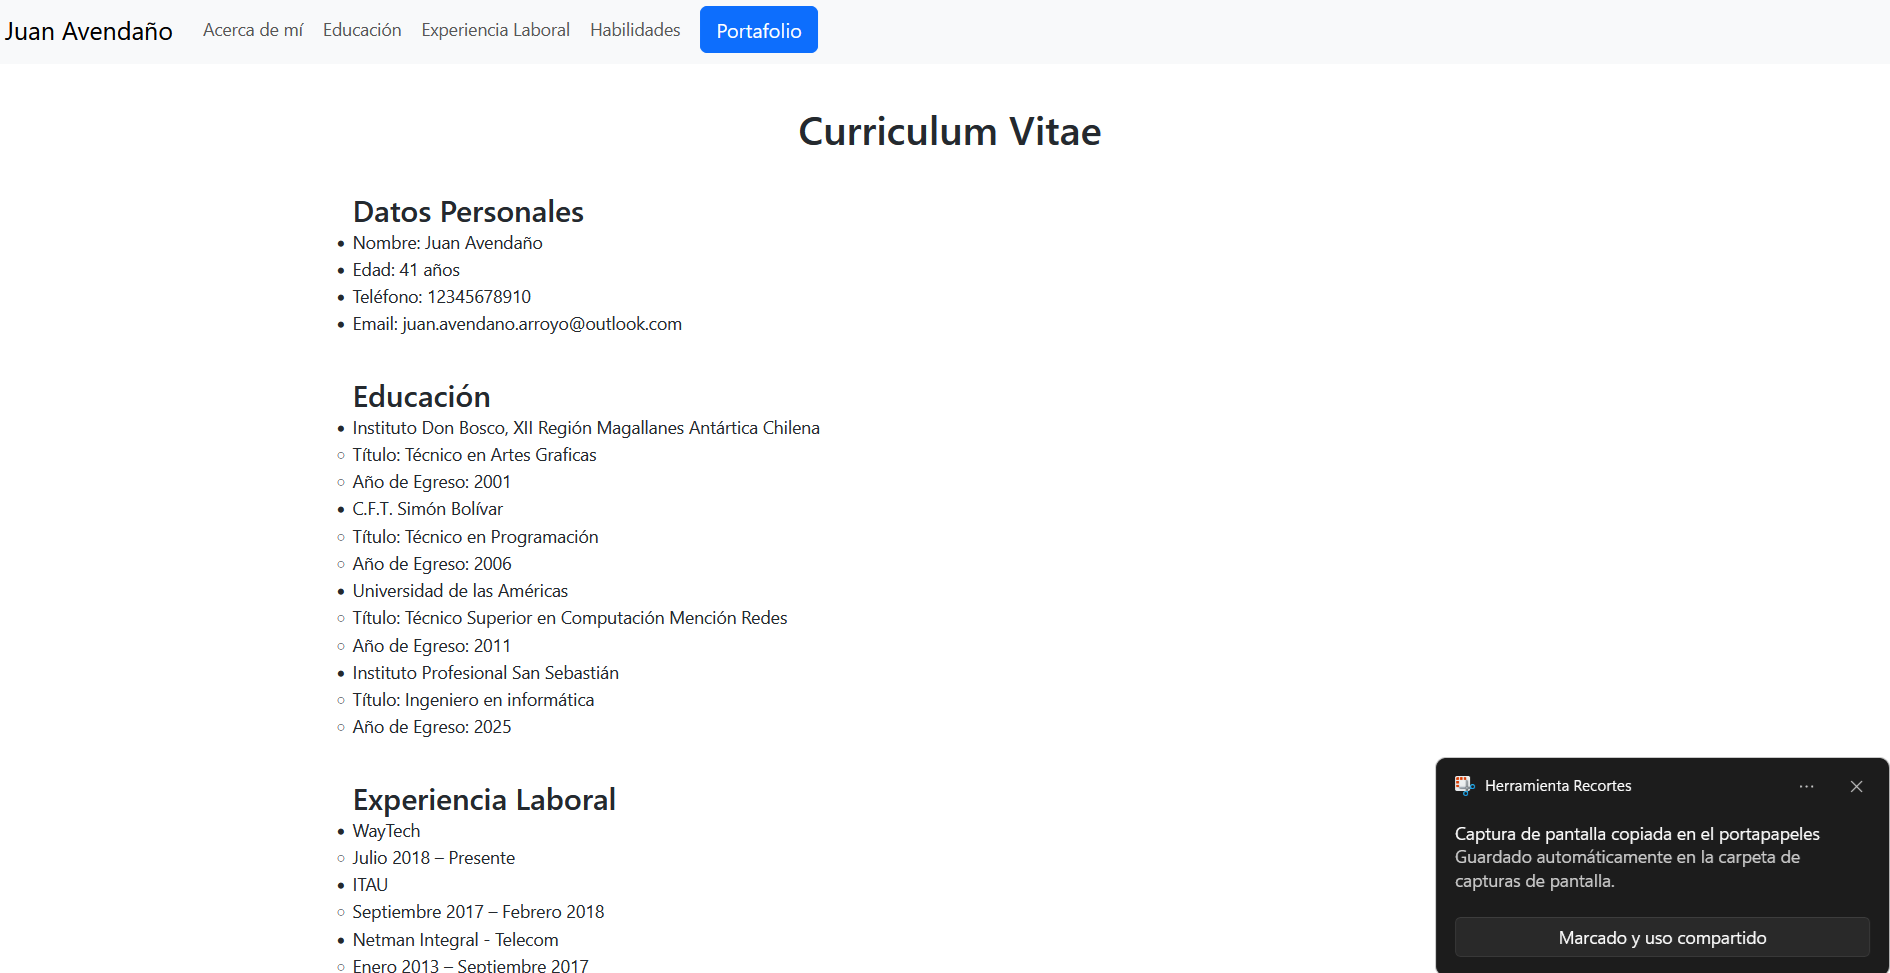 Juan Avendaño
Acerca de mí
Educación
Experiencia Laboral
Habilidades
Portafolio
Curriculum Vitae
Datos Personales
Nombre: Juan Avendaño
Edad: 41 años
Teléfono: 12345678910
Email: juan.avendano.arroyo@outlook.com
Educación
Instituto Don Bosco, XII Región Magallanes Antártica Chilena
Título: Técnico en Artes Graficas
Año de Egreso: 2001
C.F.T. Simón Bolívar
Título: Técnico en Programación
Año de Egreso: 2006
Universidad de las Américas
Título: Técnico Superior en Computación Mención Redes
Año de Egreso: 2011
Instituto Profesional San Sebastián
Título: Ingeniero en informática
Año de Egreso: 2025
Experiencia Laboral
WayTech
Julio 2018 – Presente
ITAU
Septiembre 2017 – Febrero 2018
Netman Integral - Telecom
Enero 2013 – Septiembre 2017
Herramienta Recortes
Captura de pantalla copiada en el portapapeles
Guardado automáticamente en la carpeta de
capturas de pantalla.
Marcado y uso compartido